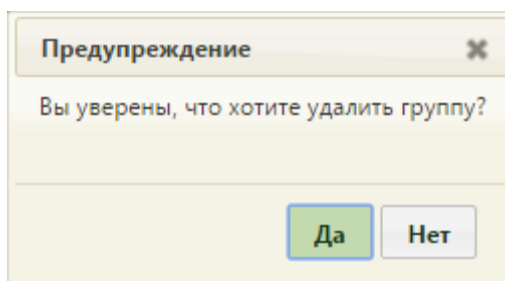 Предупреждение
Вы уверены, что хотите удалить группу?
Да Нет